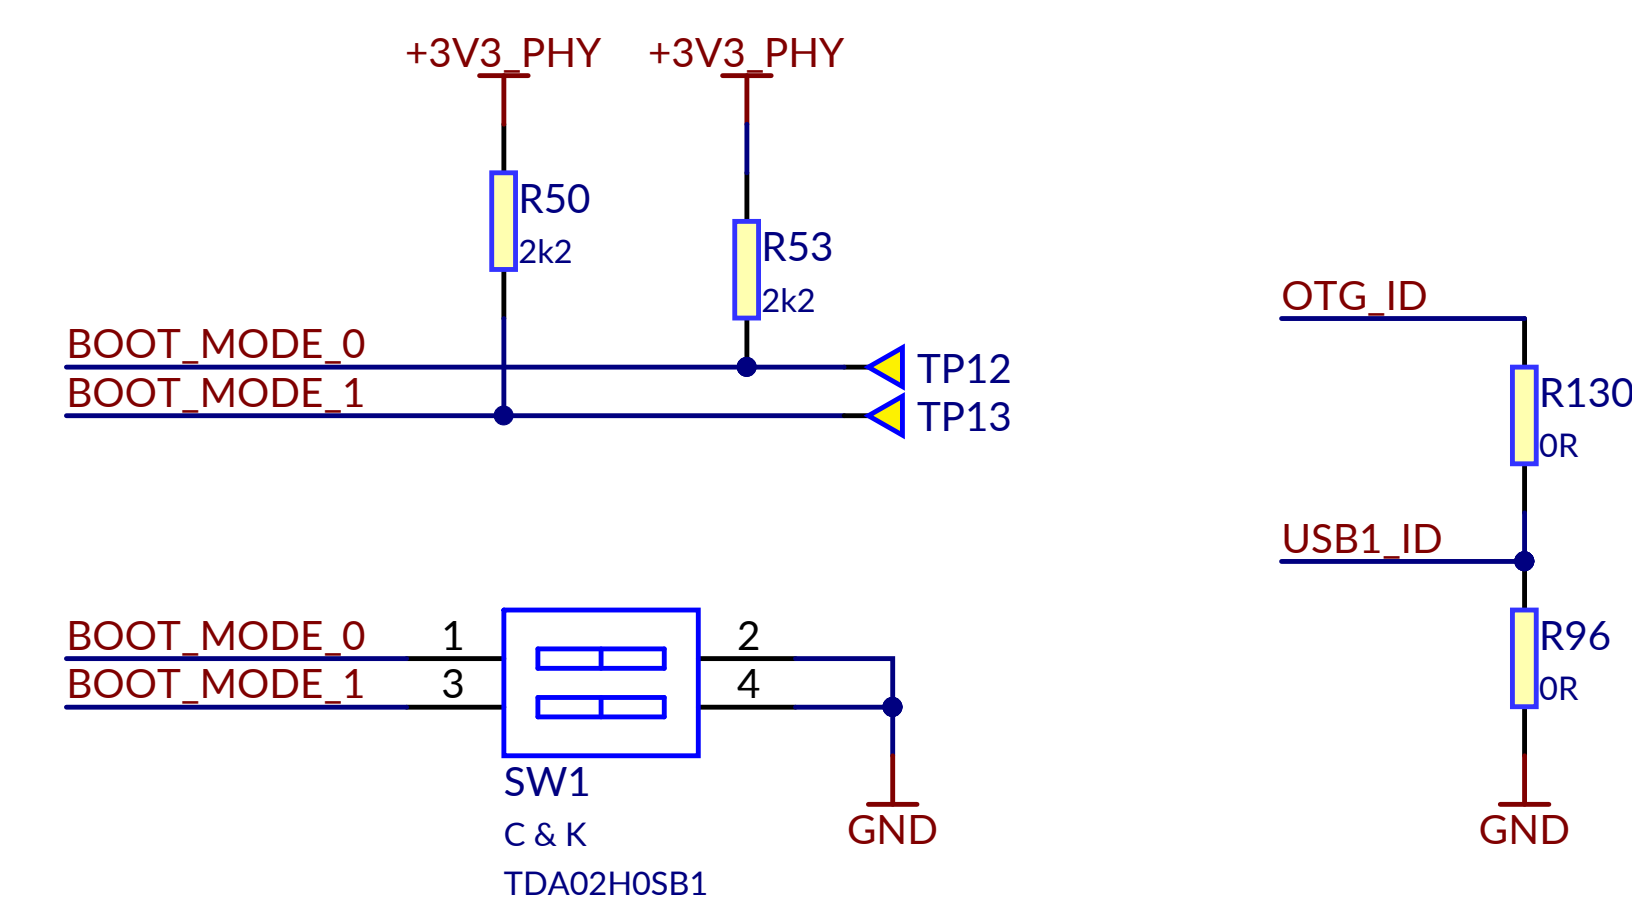 +3V3_PHY +3V3_PHY
R50
2k2
R53
2k2
BOOT_MODE_0
BOOT_MODE_1
TP12
TP13
OTG_ID
R130
0R
USB1_ID
R96
0R
GND
BOOT_MODE_0 1 2
BOOT_MODE_1 3 4
SW1
C & K
TDA02H0SB1
GND